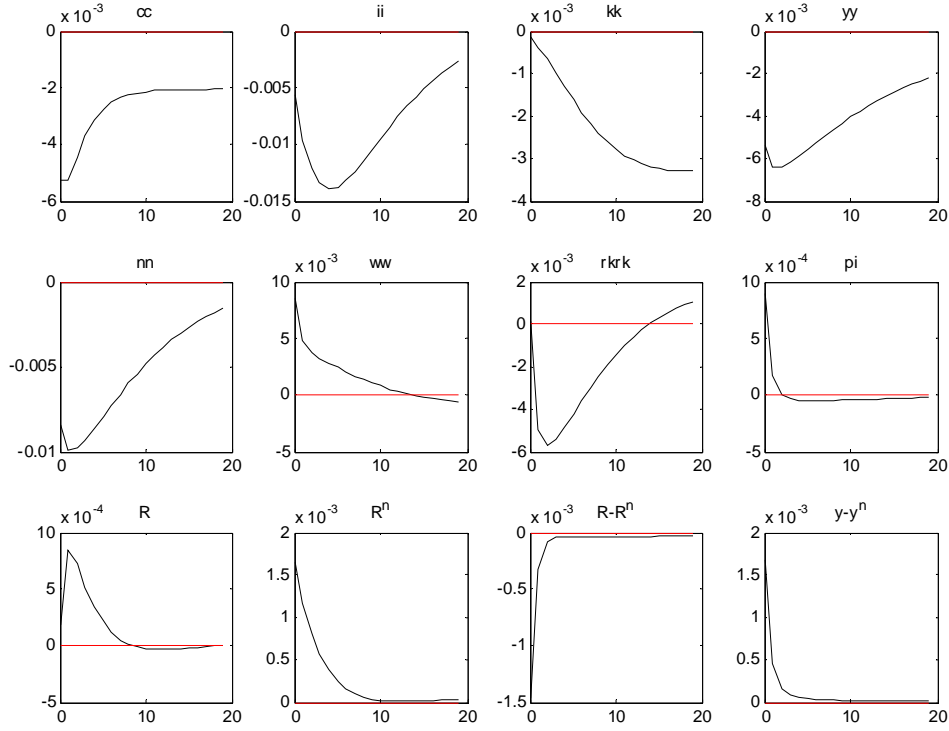 x 10⁻³ cc
0
-2
-4
-6
0 10 20
ii
0
-0.005
-0.01
-0.015
0 10 20
x 10⁻³ kk
0
-1
-2
-3
-4
0 10 20
x 10⁻³ yy
0
-2
-4
-6
-8
0 10 20
nn
0
-0.005
-0.01
0 10 20
x 10⁻³ ww
10
5
0
-5
0 10 20
x 10⁻³ rkrk
2
0
-2
-4
-6
0 10 20
x 10⁻⁴ pi
10
5
0
-5
0 10 20
x 10⁻⁴ R
10
5
0
-5
0 10 20
x 10⁻³ Rⁿ
2
1.5
1
0.5
0
0 10 20
x 10⁻³ R-Rⁿ
0
-0.5
-1
-1.5
0 10 20
x 10⁻³ y-yⁿ
2
1.5
1
0.5
0
0 10 20